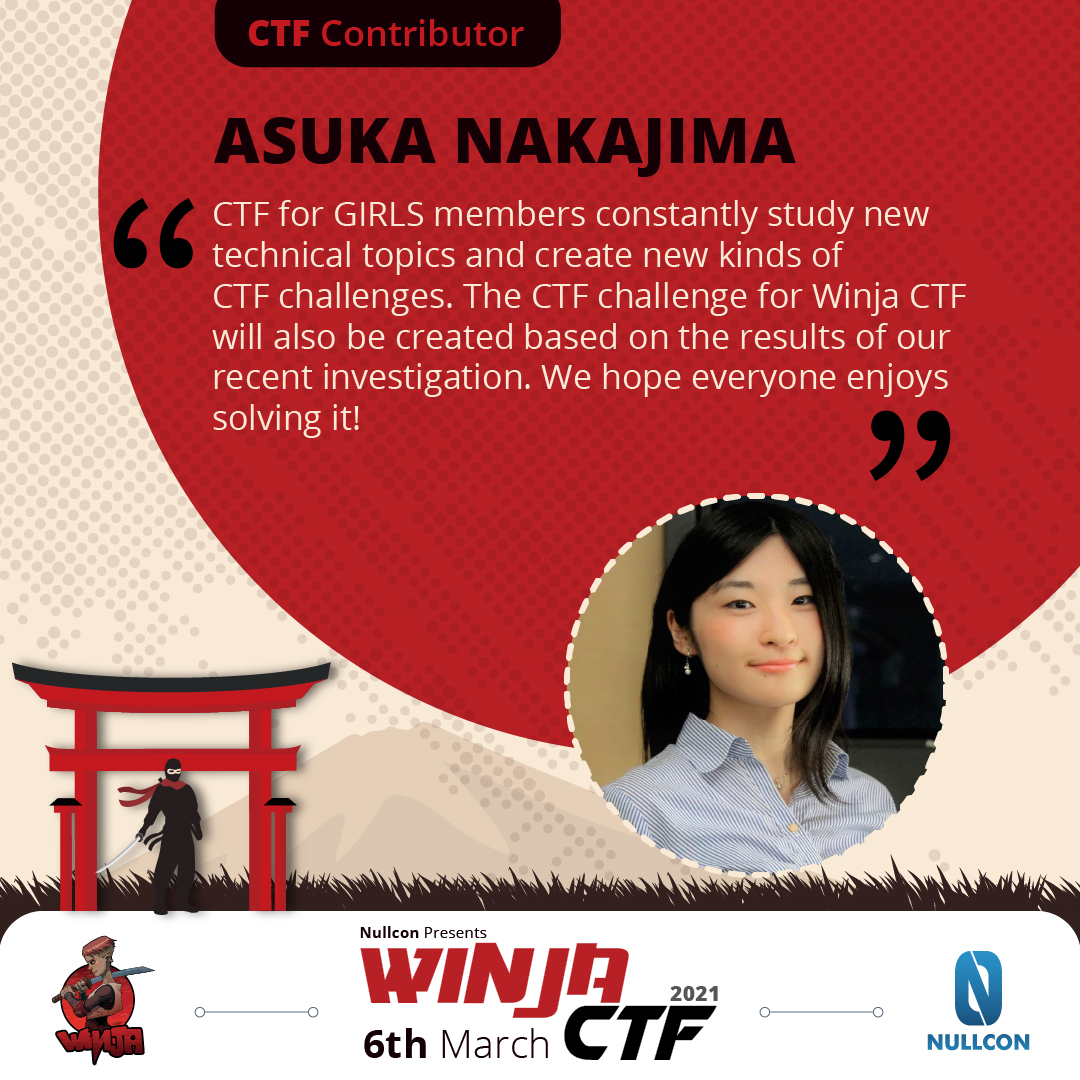 CTF Contributor
ASUKA NAKAJIMA
“
CTF for GIRLS members constantly study new
technical topics and create new kinds of
CTF challenges. The CTF challenge for Winja CTF
will also be created based on the results of our
recent investigation. We hope everyone enjoys
solving it!
”
WINJA
Nullcon Presents
WINJA
2021
6th March CTF
NULLCON